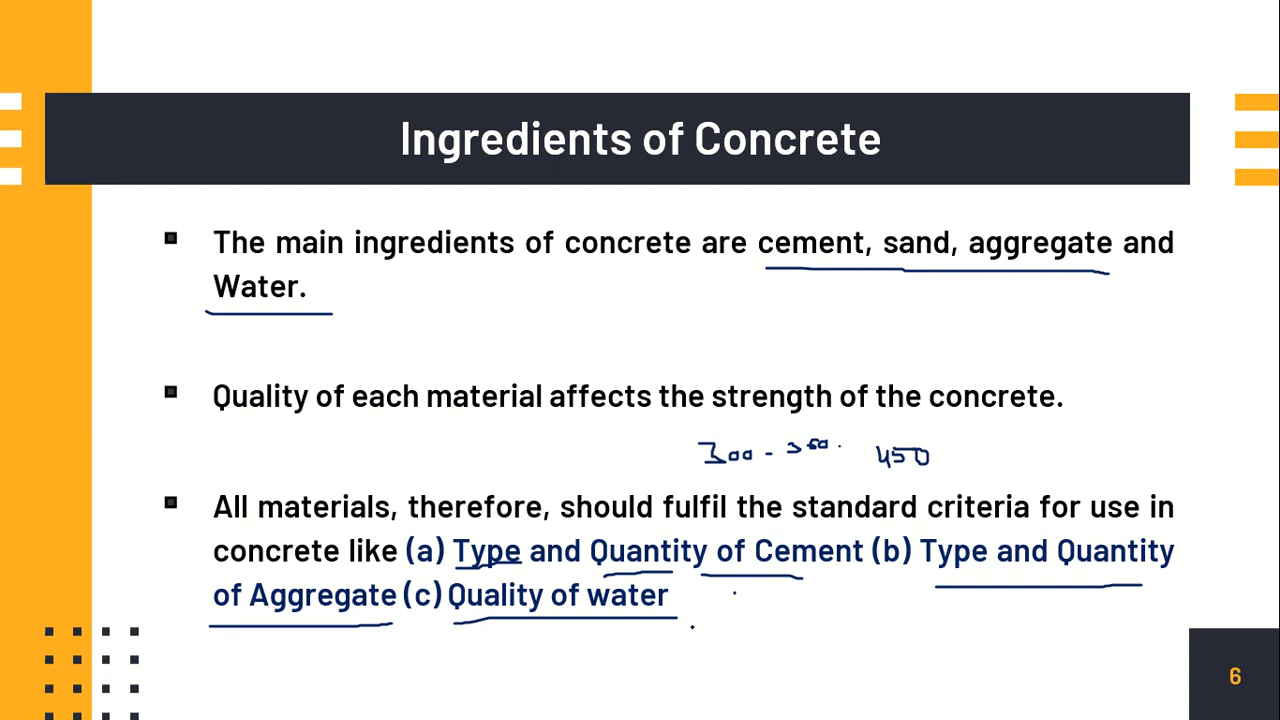 Ingredients of Concrete
The main ingredients of concrete are cement, sand, aggregate and
Water.
Quality of each material affects the strength of the concrete.
300 - 350. 450
All materials, therefore, should fulfil the standard criteria for use in
concrete like (a) Type and Quantity of Cement (b) Type and Quantity
of Aggregate (c) Quality of water
6